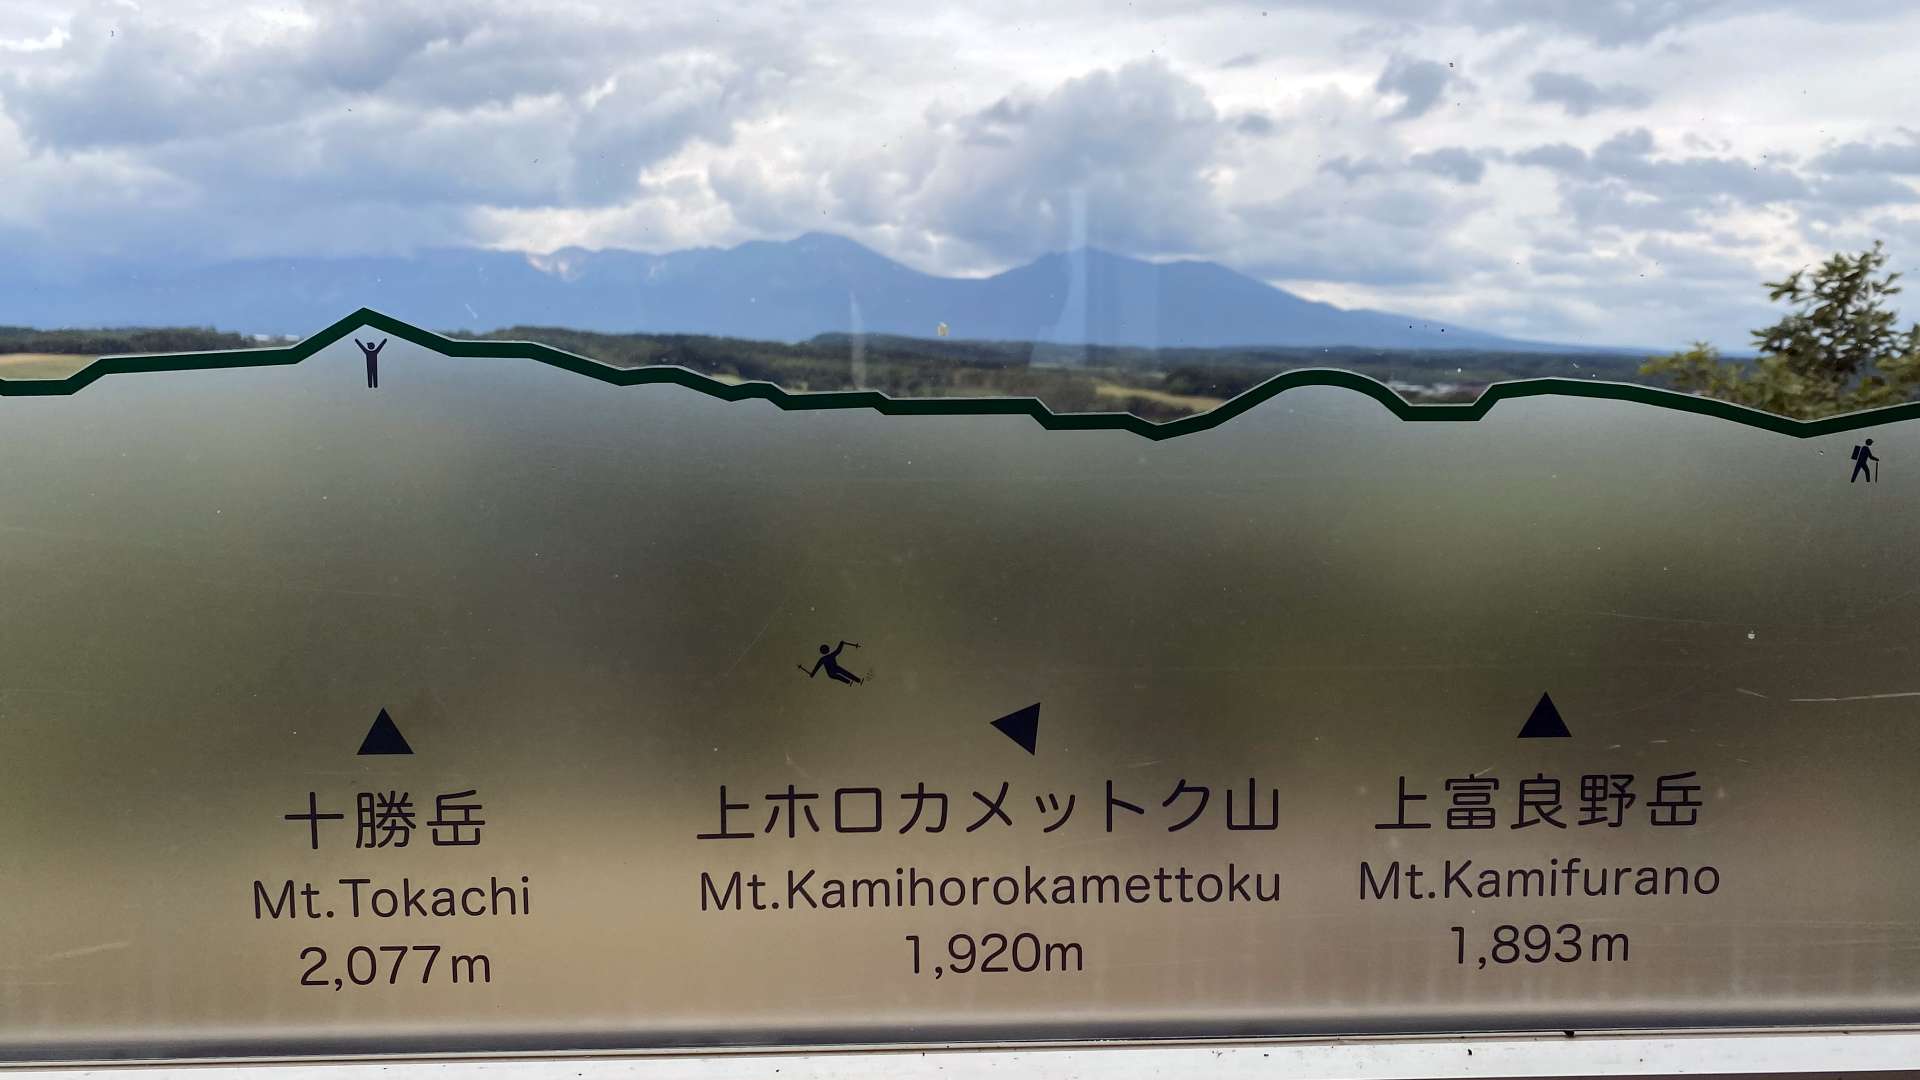 十勝岳
Mt.Tokachi
2,077m
上ホロカメットク山
Mt.Kamihorokamettoku
1,920m
上富良野岳
Mt.Kamifurano
1,893m